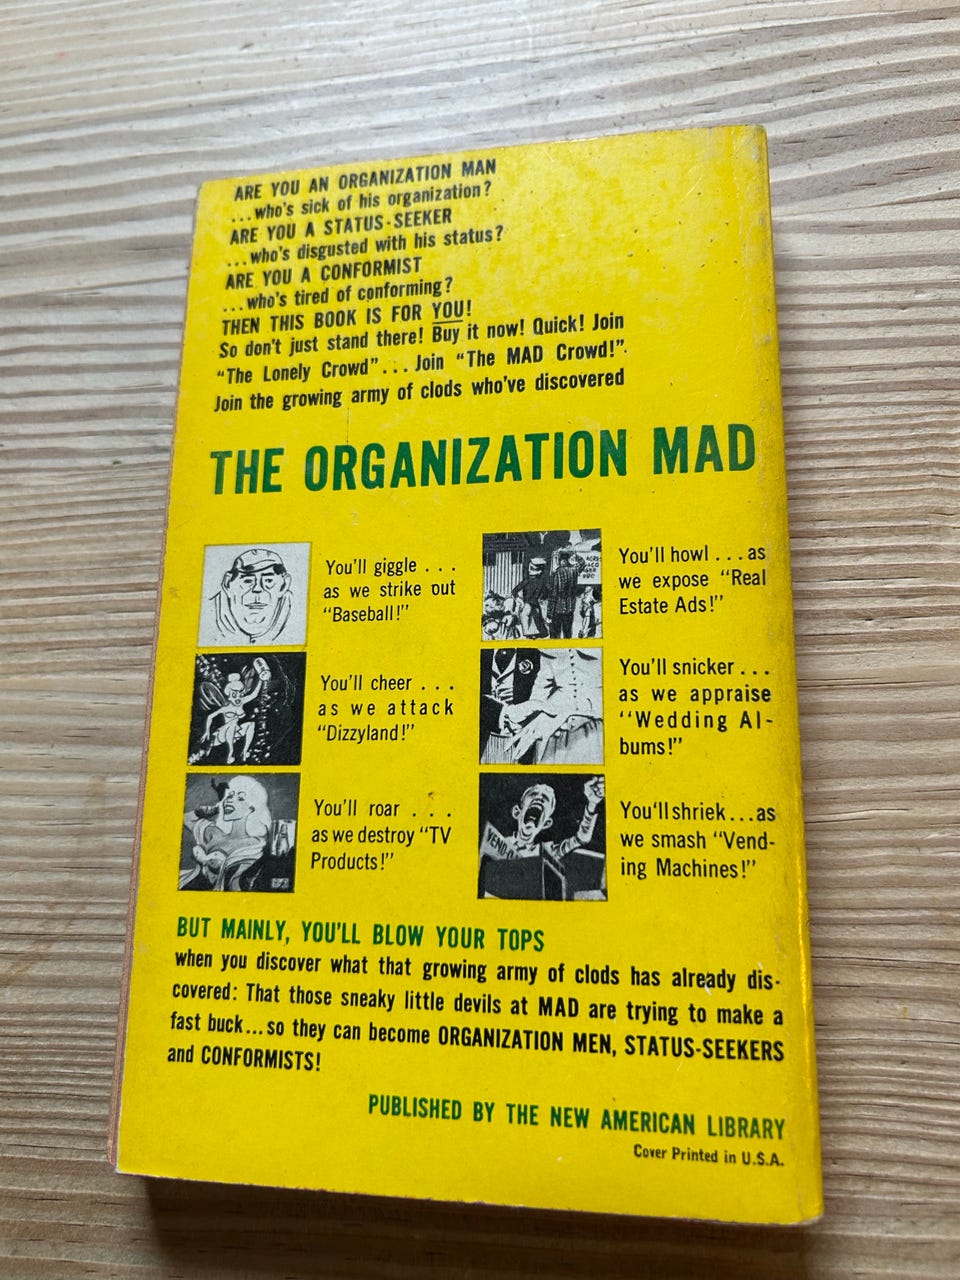 ARE YOU AN ORGANIZATION MAN
...who's sick of his organization?
ARE YOU A STATUS-SEEKER
...who's disgusted with his status?
ARE YOU A CONFORMIST
...who's tired of conforming?
THEN THIS BOOK IS FOR YOU!
So don't just stand there! Buy it now! Quick! Join
"The Lonely Crowd"... Join "The MAD Crowd!".
Join the growing army of clods who've discovered
THE ORGANIZATION MAD
You'll giggle . . .
as we strike out
"Baseball!"
You'll cheer . . .
as we attack
"Dizzyland!"
You'll roar . . .
as we destroy "TV
Products!"
You'll howl . . . as
we expose "Real
Estate Ads!"
You'll snicker . . .
as we appraise
"Wedding Al-
bums!"
You'll shriek...as
we smash "Vend-
ing Machines!"
BUT MAINLY, YOU'LL BLOW YOUR TOPS
when you discover what that growing army of clods has already dis-
covered: That those sneaky little devils at MAD are trying to make a
fast buck...so they can become ORGANIZATION MEN, STATUS-SEEKERS
and CONFORMISTS!
PUBLISHED BY THE NEW AMERICAN LIBRARY
Cover Printed in U.S.A.